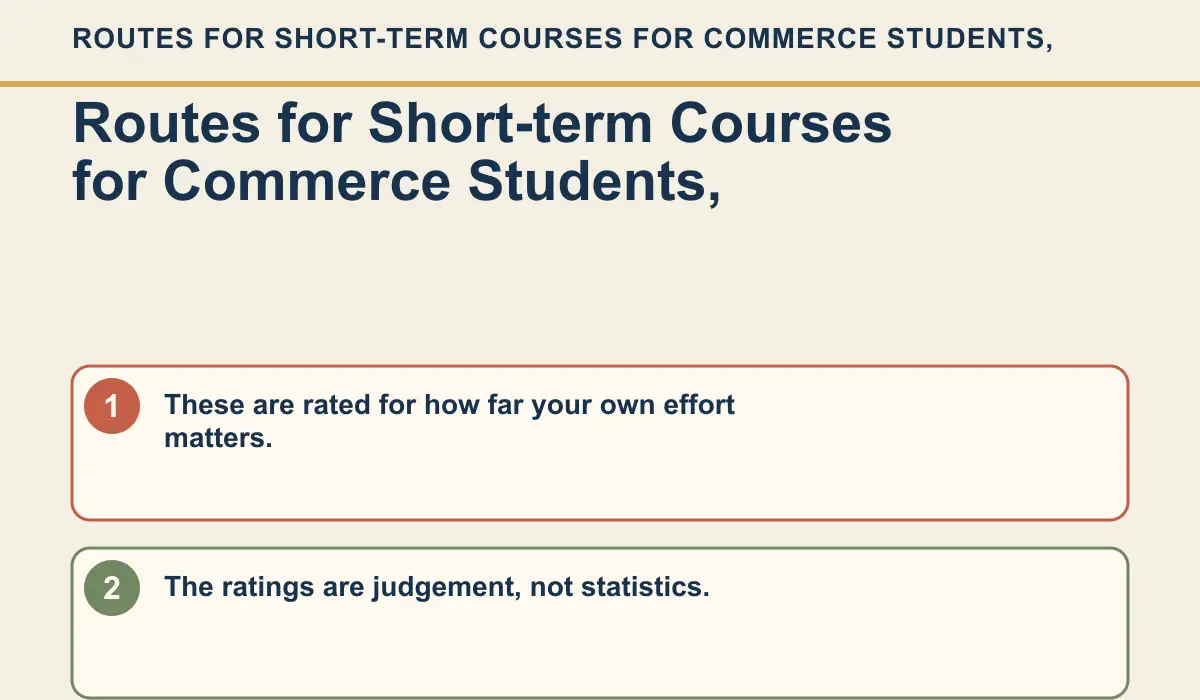 ROUTES FOR SHORT-TERM COURSES FOR COMMERCE STUDENTS,
Routes for Short-term Courses
for Commerce Students,
1
These are rated for how far your own effort
matters.
2
The ratings are judgement, not statistics.